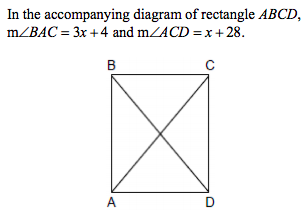 In the accompanying diagram of rectangle ABCD,
m∠BAC = 3x + 4 and m∠ACD = x + 28.
B C
A D